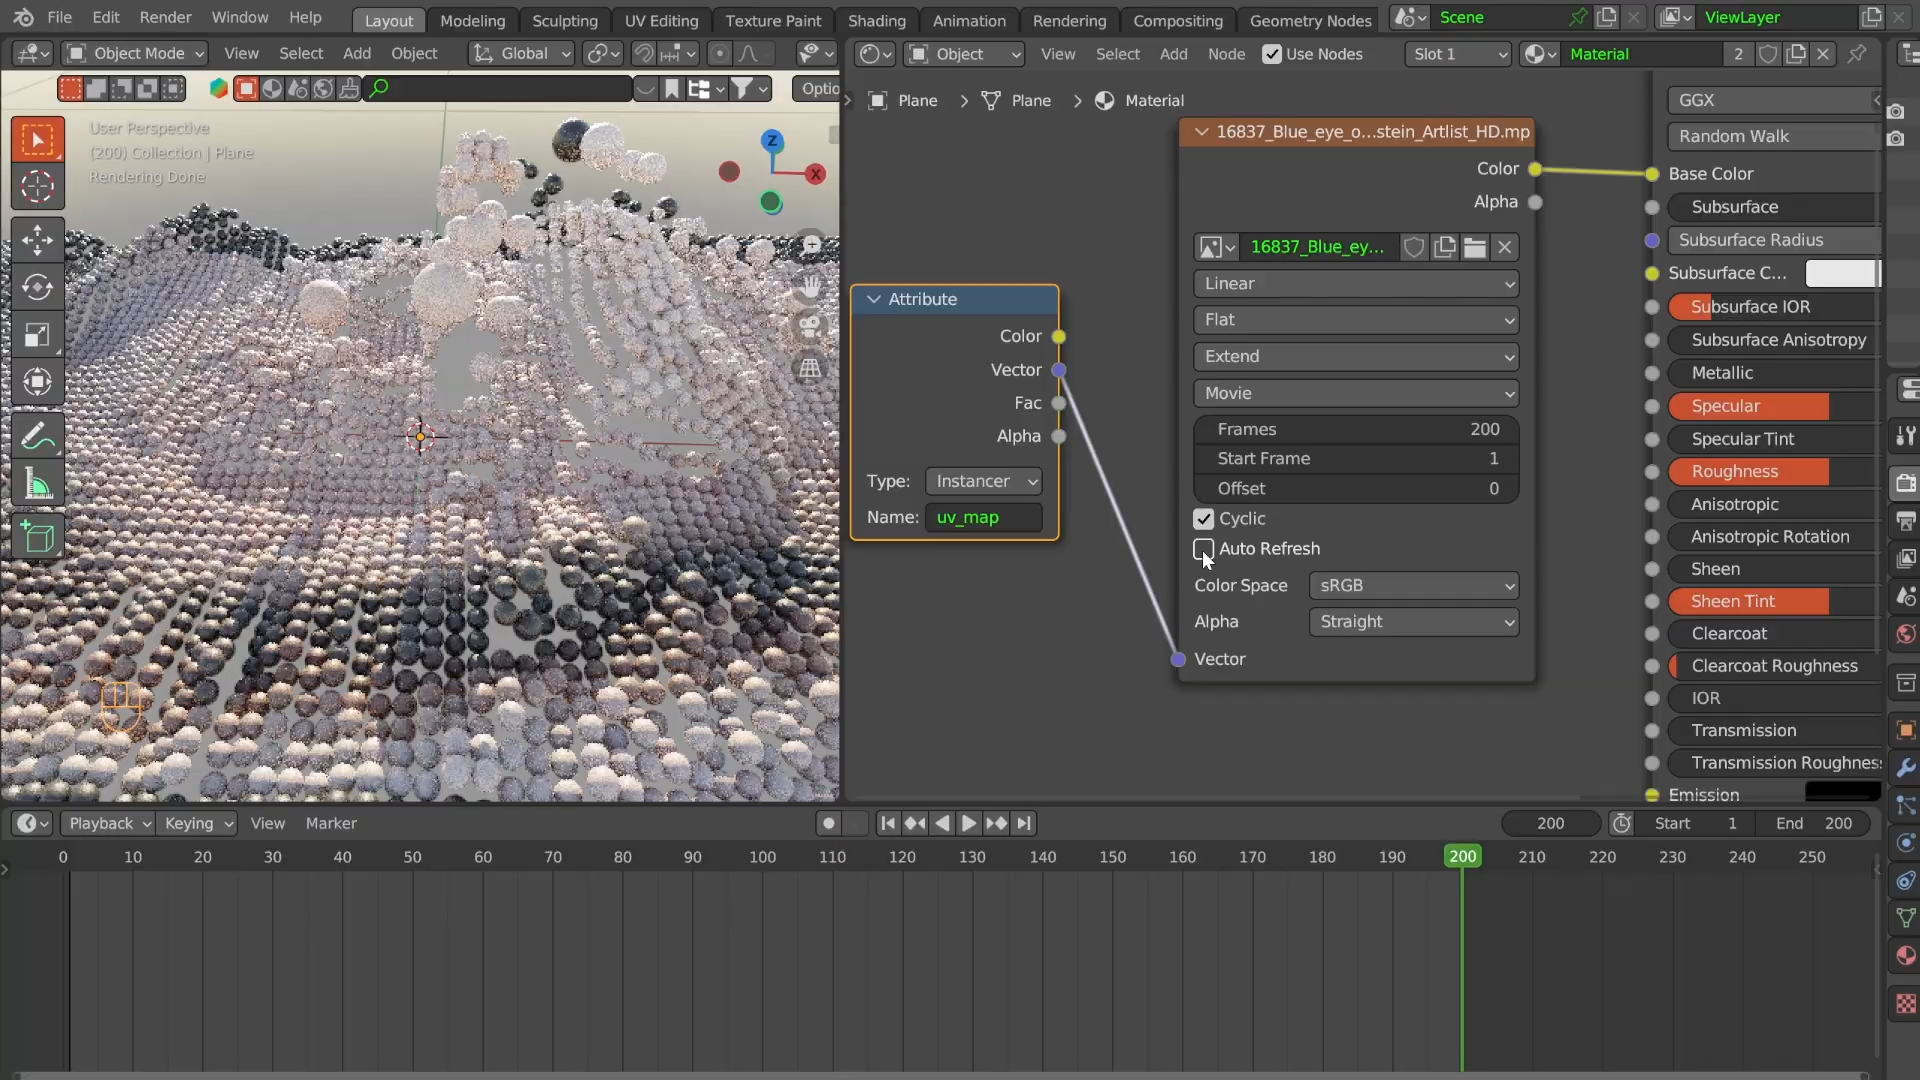 File Edit Render Window Help Layout Modeling Sculpting UV Editing Texture Paint Shading Animation Rendering Compositing Geometry Nodes Scene ViewLayer
Object Mode View Select Add Object Global
Object View Select Add Node Use Nodes Slot 1 Material 2
Optio
User Perspective
(200) Collection | Plane
Rendering Done
Z
X
Plane Plane Material
Attribute
Color
Vector
Fac
Alpha
Type: Instancer
Name: uv_map
16837_Blue_eye_o...stein_Artlist_HD.mp
Color
Alpha
16837_Blue_ey...
Linear
Flat
Extend
Movie
Frames 200
Start Frame 1
Offset 0
Cyclic
Auto Refresh
Color Space sRGB
Alpha Straight
Vector
GGX
Random Walk
Base Color
Subsurface
Subsurface Radius
Subsurface C...
Subsurface IOR
Subsurface Anisotropy
Metallic
Specular
Specular Tint
Roughness
Anisotropic
Anisotropic Rotation
Sheen
Sheen Tint
Clearcoat
Clearcoat Roughness
IOR
Transmission
Transmission Roughnes
Emission
Playback Keying View Marker 200 Start 1 End 200
0 10 20 30 40 50 60 70 80 90 100 110 120 130 140 150 160 170 180 190 200 210 220 230 240 250